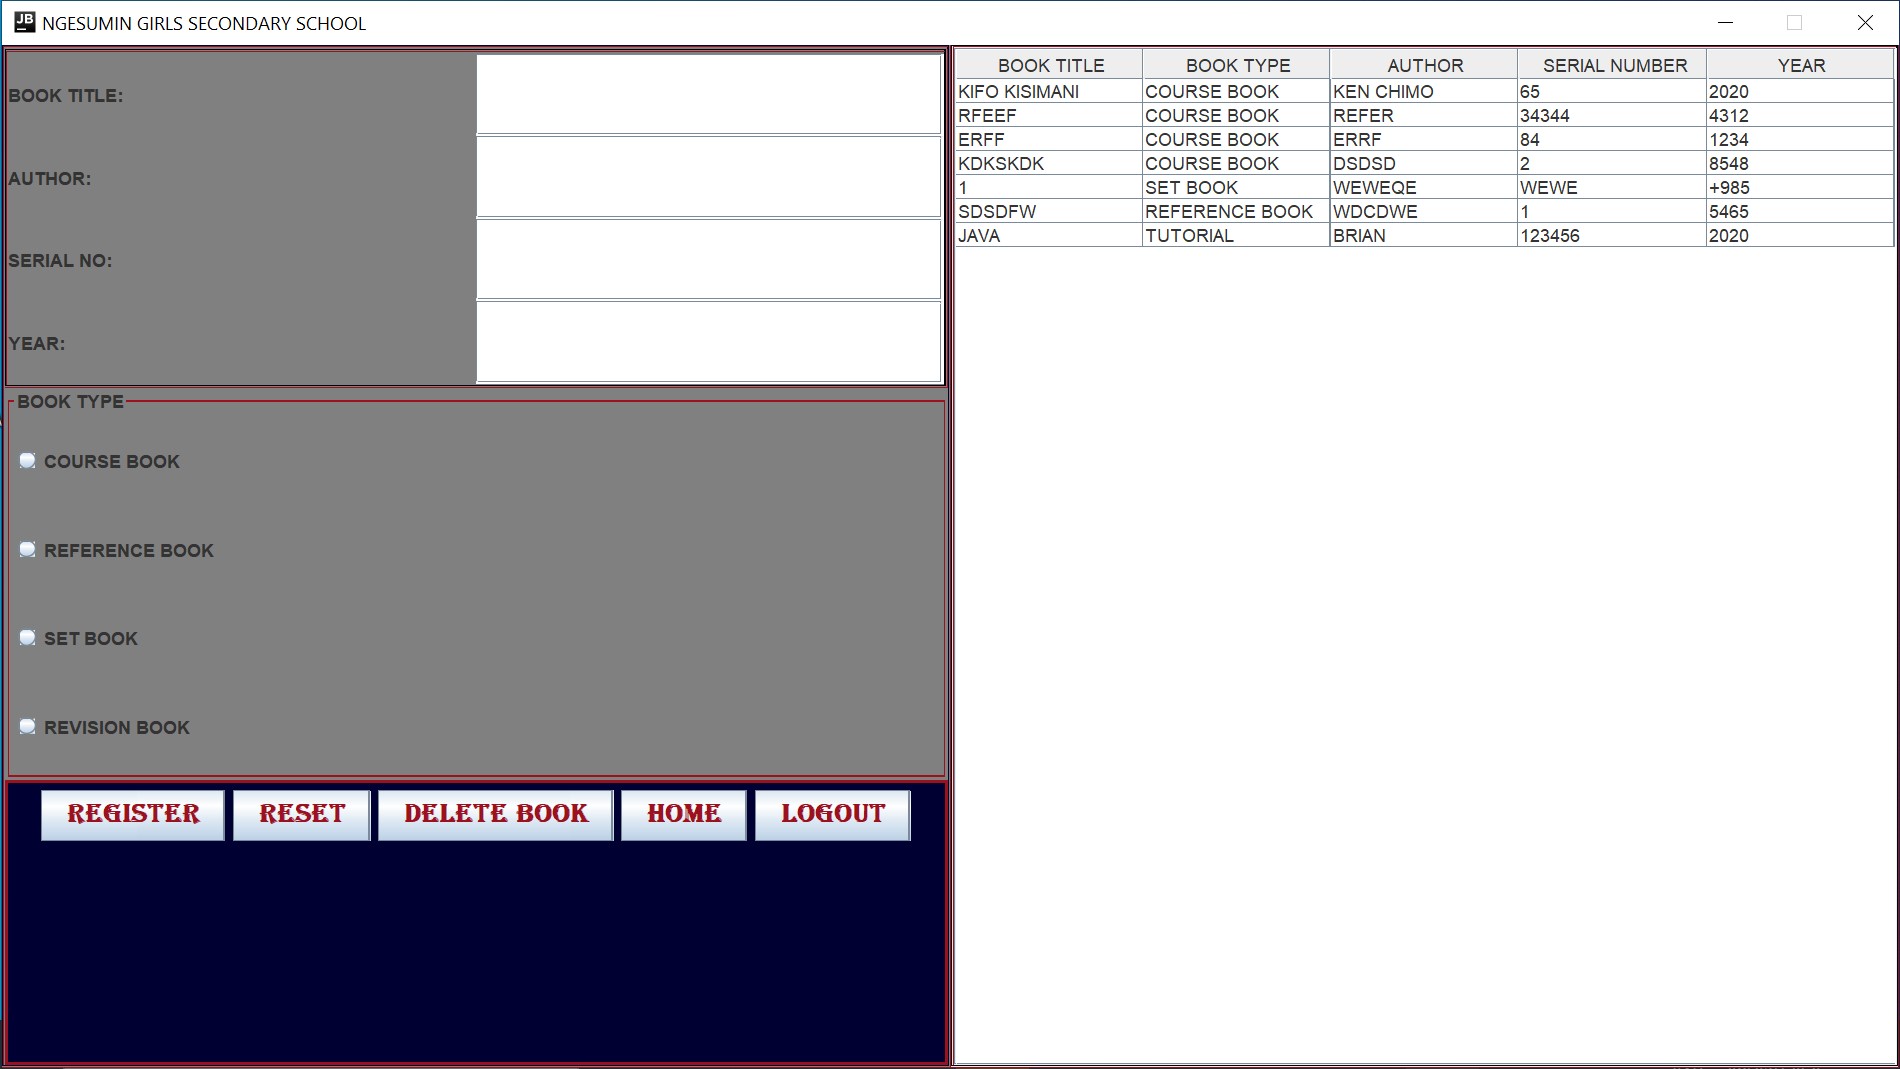 JB NGESUMIN GIRLS SECONDARY SCHOOL
BOOK TITLE:
AUTHOR:
SERIAL NO:
YEAR:
BOOK TYPE
COURSE BOOK
REFERENCE BOOK
SET BOOK
REVISION BOOK
REGISTER RESET DELETE BOOK HOME LOGOUT
BOOK TITLE BOOK TYPE AUTHOR SERIAL NUMBER YEAR
KIFO KISIMANI COURSE BOOK KEN CHIMO 65 2020
RFEEF COURSE BOOK REFER 34344 4312
ERFF COURSE BOOK ERRF 84 1234
KDKSKDK COURSE BOOK DSDSD 2 8548
1 SET BOOK WEWEQE WEWE +985
SDSDFW REFERENCE BOOK WDCDWE 1 5465
JAVA TUTORIAL BRIAN 123456 2020